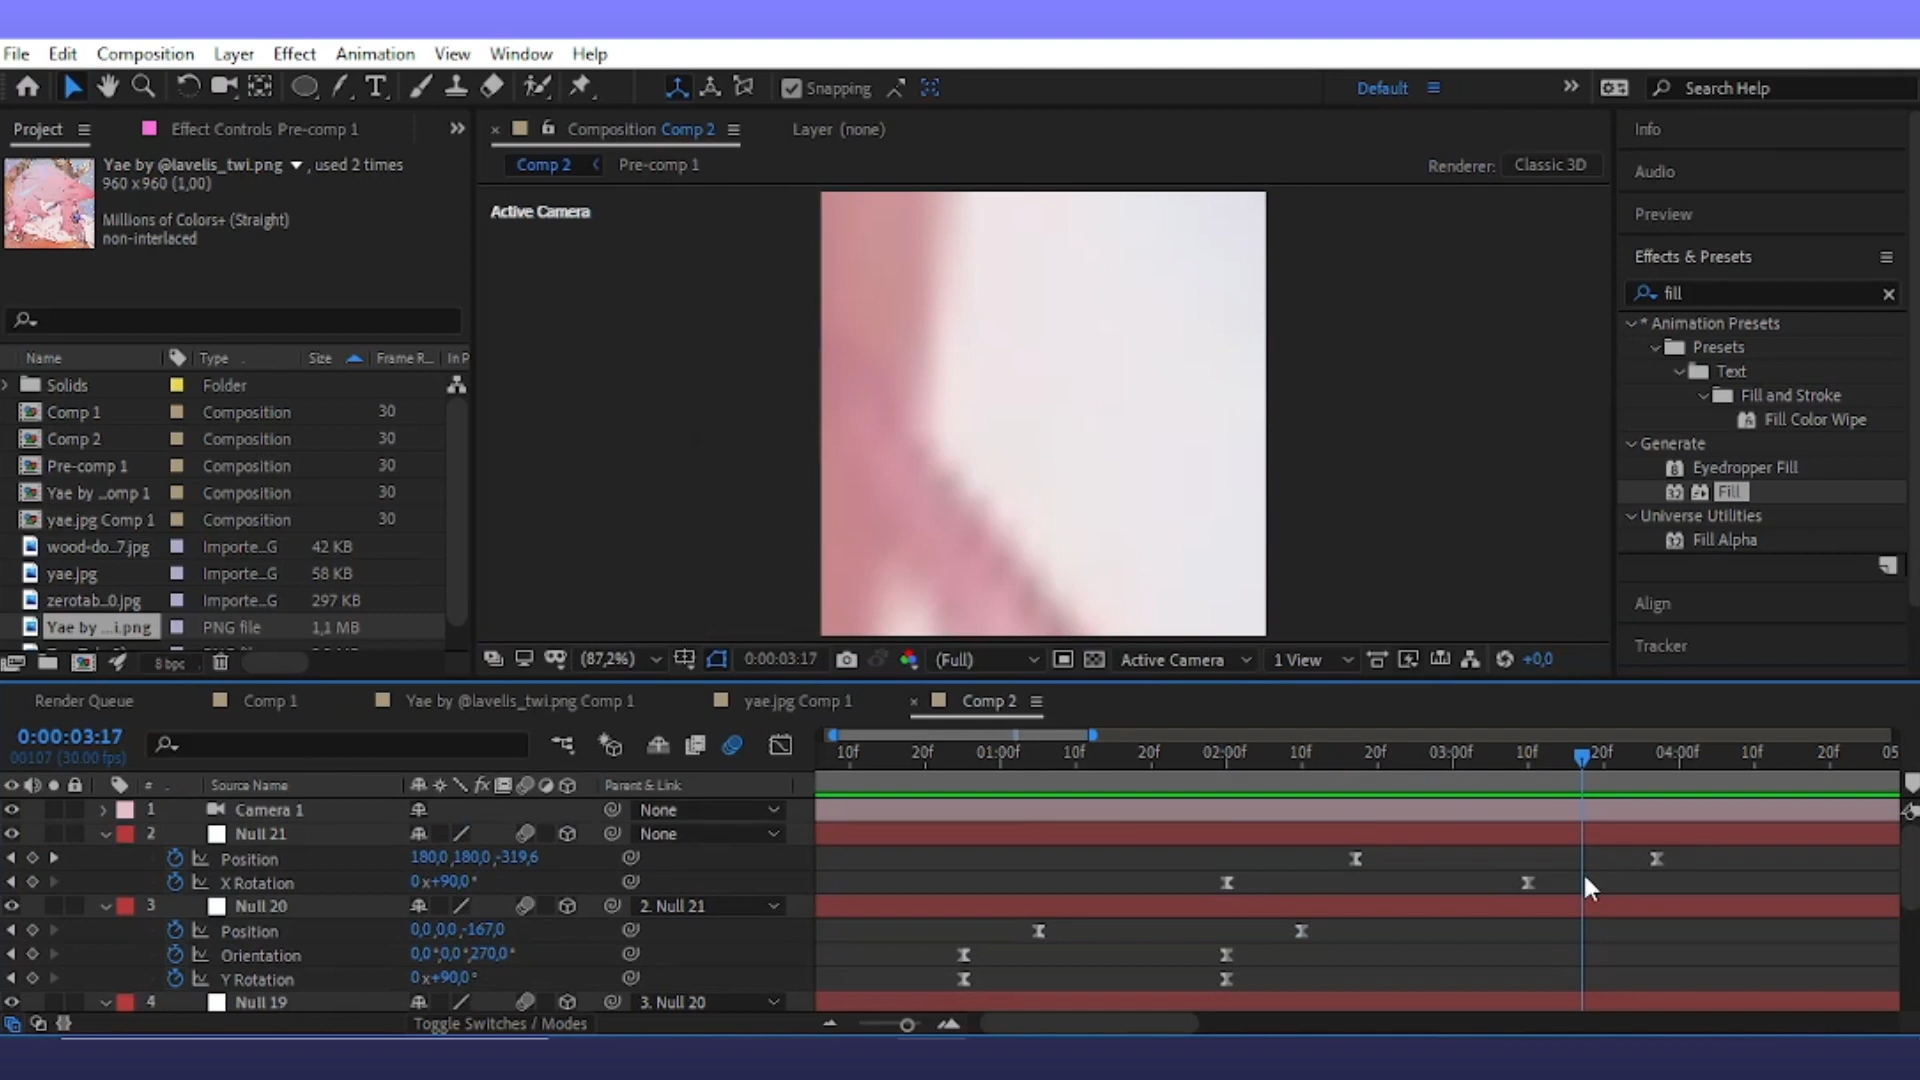 File Edit Composition Layer Effect Animation View Window Help
Snapping Default Search Help
Project Effect Controls Pre-comp 1
Composition Comp 2 Layer (none)
Info
Yae by @lavelis_twi.png , used 2 times
960 x 960 (1,00)
Millions of Colors+ (Straight)
non-interlaced
Comp 2 Pre-comp 1 Renderer: Classic 3D
Active Camera
Audio
Preview
Effects & Presets
fill
* Animation Presets
Presets
Text
Fill and Stroke
Fill Color Wipe
Generate
Eyedropper Fill
Fill
Universe Utilities
Fill Alpha
Align
Tracker
Name Type Size Frame R... In P
Solids Folder
Comp 1 Composition 30
Comp 2 Composition 30
Pre-comp 1 Composition 30
Yae by ...omp 1 Composition 30
yae.jpg Comp 1 Composition 30
wood-do...7.jpg Importe...G 42 KB
yae.jpg Importe...G 58 KB
zerotab...0.jpg Importe...G 297 KB
Yae by ...i.png PNG file 1,1 MB
8 bpc
(87,2%) 0:00:03:17 (Full) Active Camera 1 View +0,0
Render Queue Comp 1 Yae by @lavelis_twi.png Comp 1 yae.jpg Comp 1 Comp 2
0:00:03:17
00107 (30.00 fps)
10f 20f 01:00f 10f 20f 02:00f 10f 20f 03:00f 10f 20f 04:00f 10f 20f 05
# Source Name fx Parent & Link
1 Camera 1 None
2 Null 21 None
Position 180,0,180,0,-319,6
X Rotation 0x+90,0°
3 Null 20 2. Null 21
Position 0,0,0,0,-167,0
Orientation 0,0°,0,0°,270,0°
Y Rotation 0x+90,0°
4 Null 19 3. Null 20
Toggle Switches / Modes